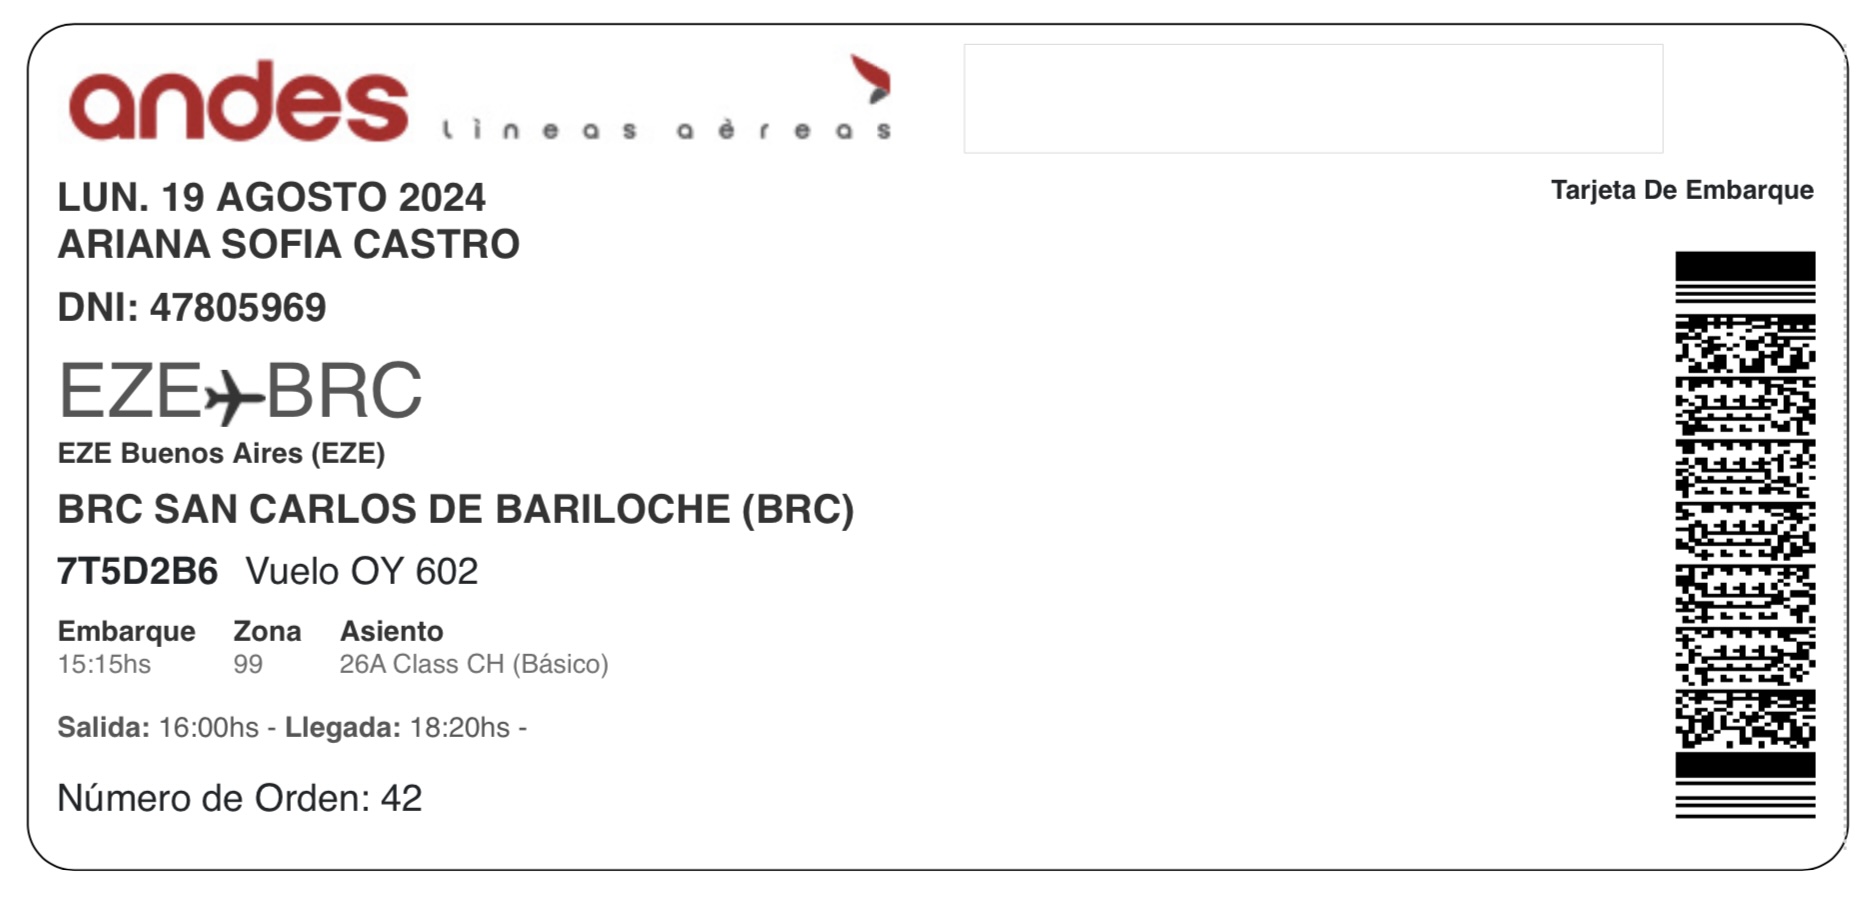 andes lìneas aèreas
LUN. 19 AGOSTO 2024
Tarjeta De Embarque
ARIANA SOFIA CASTRO
DNI: 47805969
EZE BRC
EZE Buenos Aires (EZE)
BRC SAN CARLOS DE BARILOCHE (BRC)
7T5D2B6 Vuelo OY 602
Embarque Zona Asiento
15:15hs 99 26A Class CH (Básico)
Salida: 16:00hs - Llegada: 18:20hs -
Número de Orden: 42